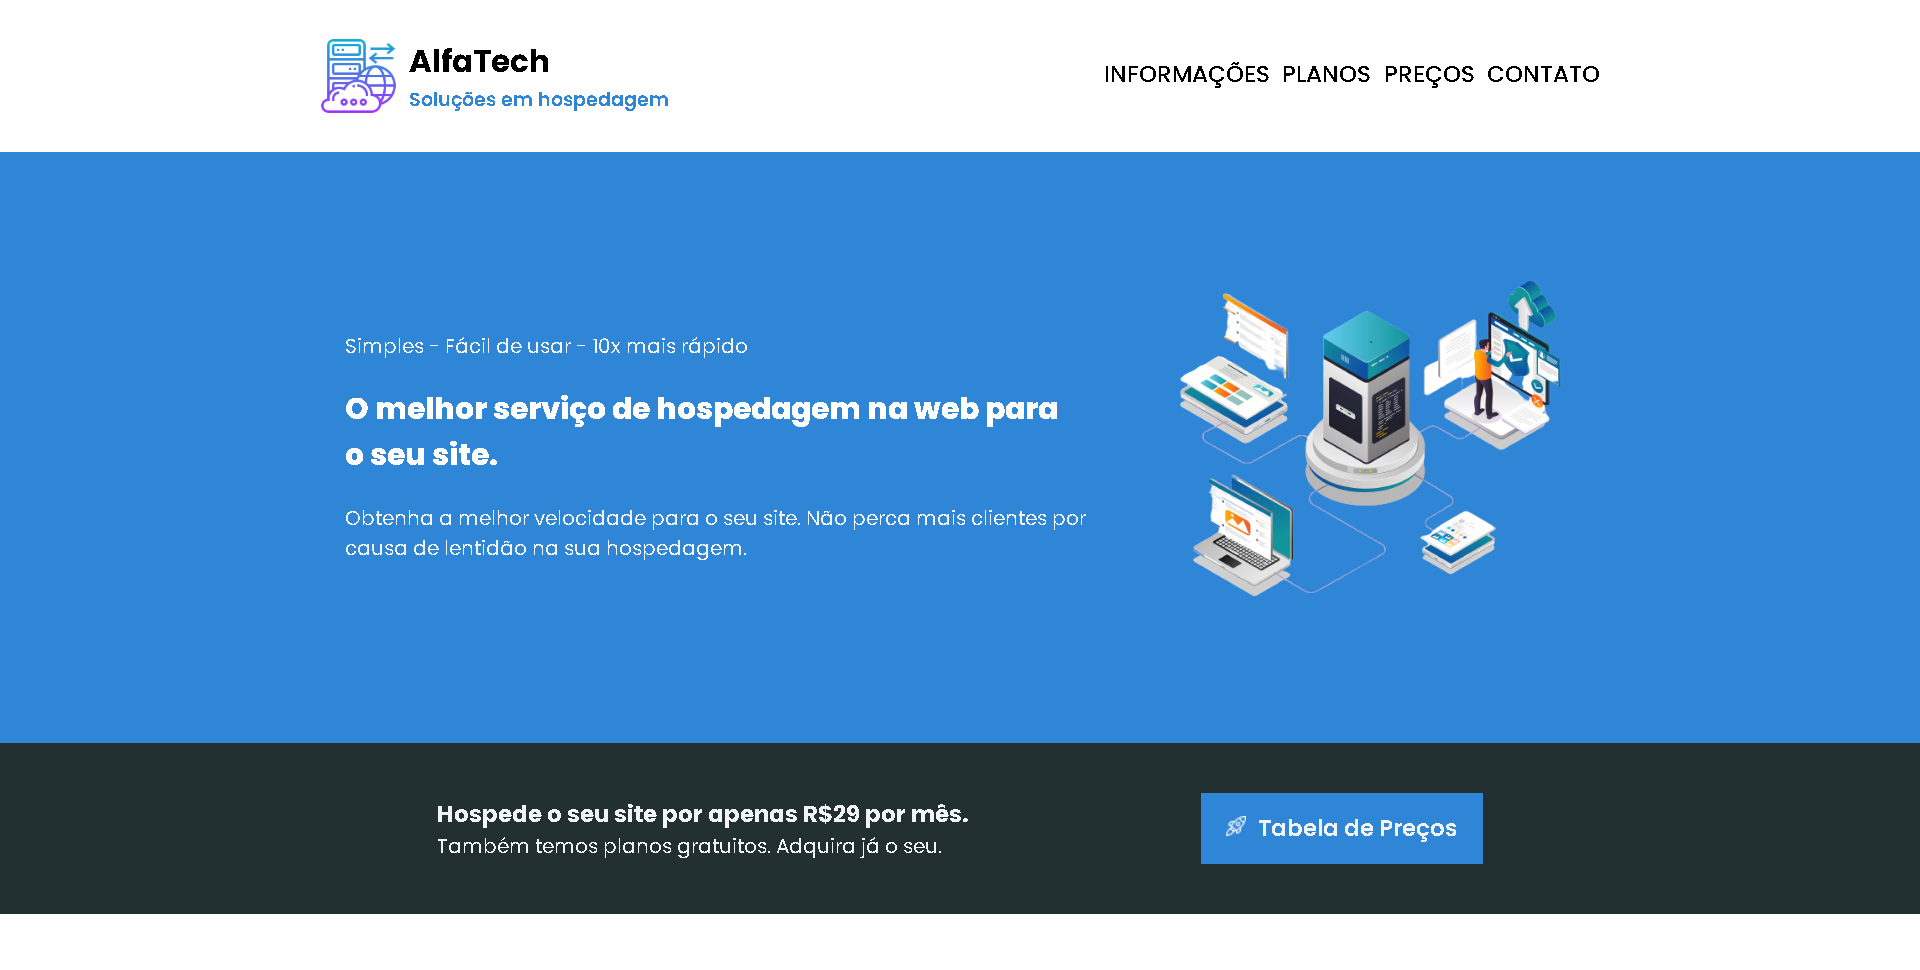 AlfaTech
Soluções em hospedagem
INFORMAÇÕES PLANOS PREÇOS CONTATO
Simples - Fácil de usar - 10x mais rápido
O melhor serviço de hospedagem na web para
o seu site.
Obtenha a melhor velocidade para o seu site. Não perca mais clientes por
causa de lentidão na sua hospedagem.
Hospede o seu site por apenas R$29 por mês.
Também temos planos gratuitos. Adquira já o seu.
Tabela de Preços